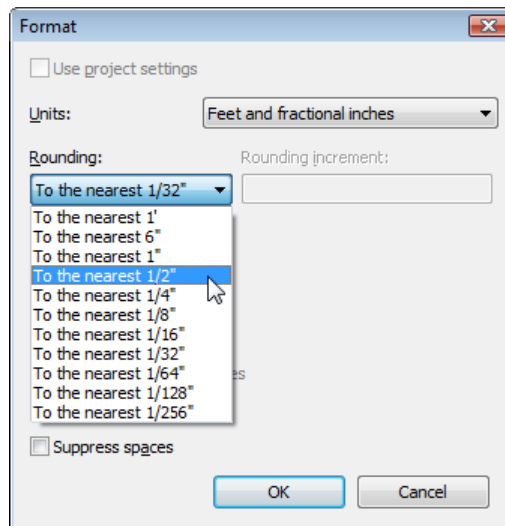 Format
Use project settings
Units: Feet and fractional inches
Rounding: Rounding increment:
To the nearest 1/32"
To the nearest 1'
To the nearest 6"
To the nearest 1"
To the nearest 1/2"
To the nearest 1/4"
To the nearest 1/8"
To the nearest 1/16"
To the nearest 1/32"
To the nearest 1/64"
To the nearest 1/128"
To the nearest 1/256"
Suppress spaces
OK Cancel